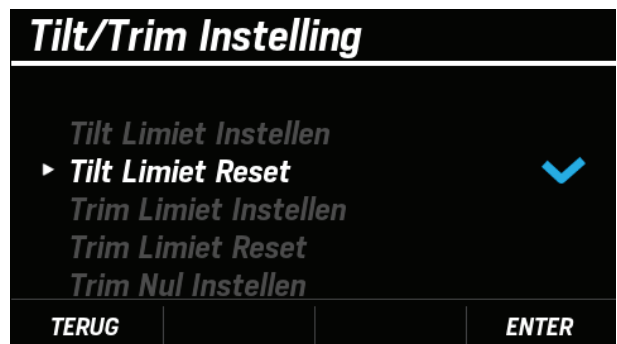 Tilt/Trim Instelling
Tilt Limiet Instellen
Tilt Limiet Reset
Trim Limiet Instellen
Trim Limiet Reset
Trim Nul Instellen
TERUG ENTER